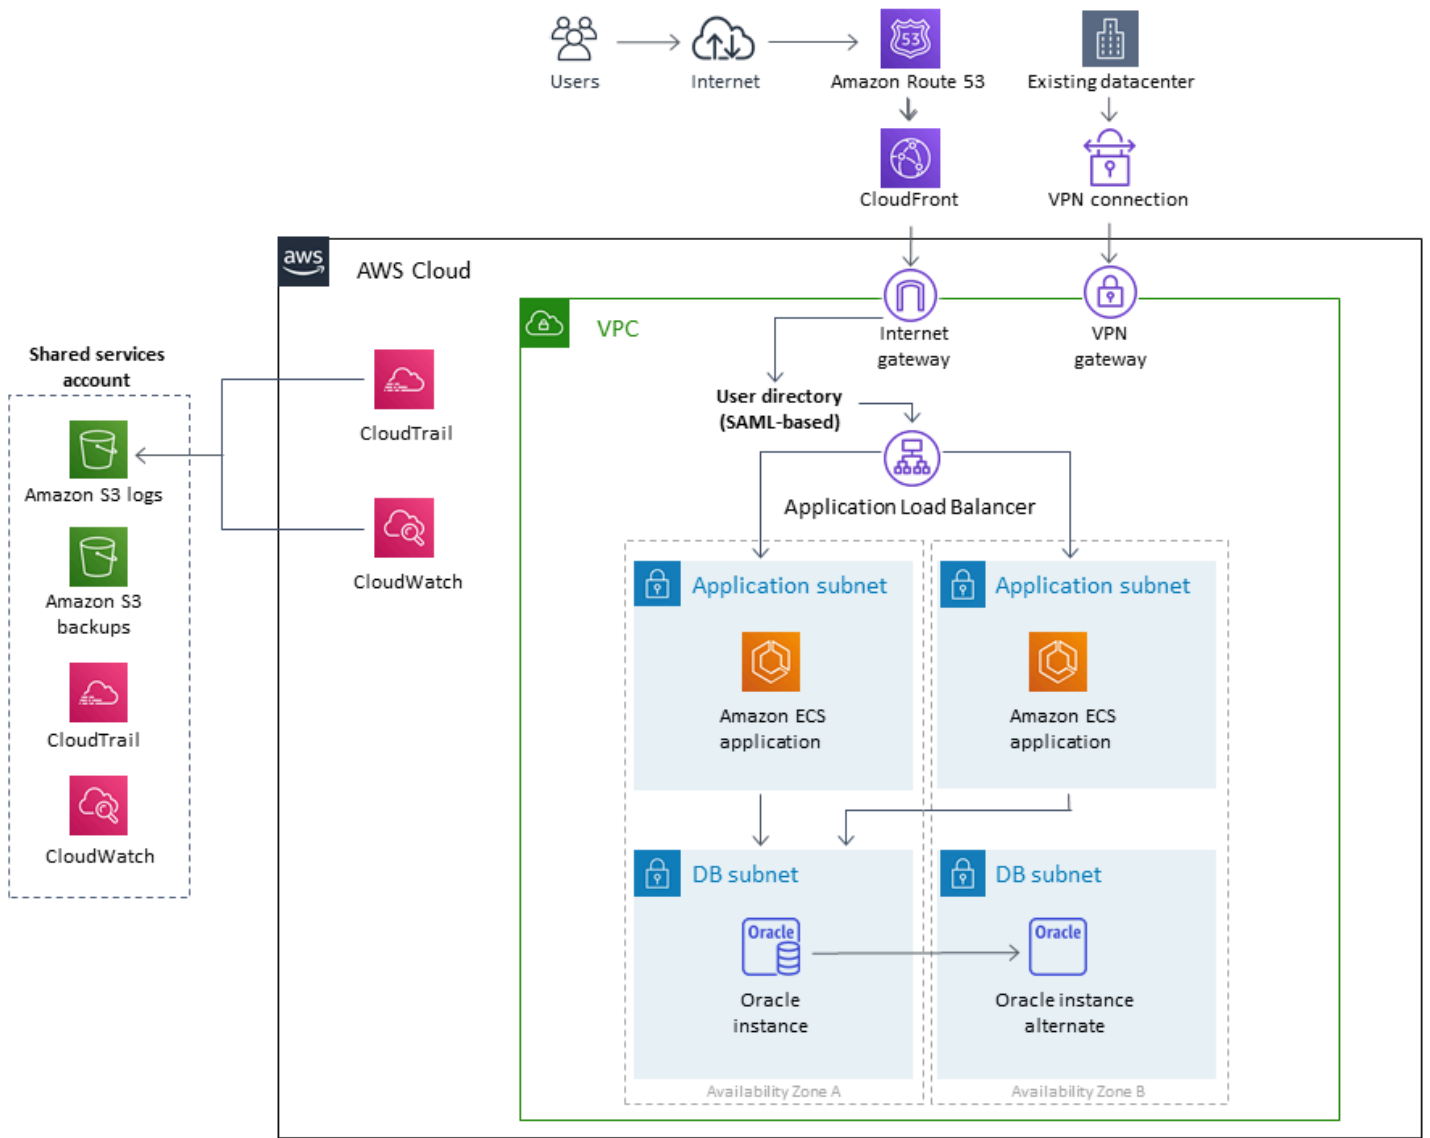 Users
Internet
53
Amazon Route 53
Existing datacenter
CloudFront
VPN connection
aws
AWS Cloud
VPC
Internet
gateway
VPN
gateway
Shared services
account
Amazon S3 logs
Amazon S3
backups
CloudTrail
CloudWatch
CloudTrail
CloudWatch
User directory
(SAML-based)
Application Load Balancer
Application subnet
Amazon ECS
application
Application subnet
Amazon ECS
application
DB subnet
Oracle
Oracle
instance
DB subnet
Oracle
Oracle instance
alternate
Availability Zone A
Availability Zone B